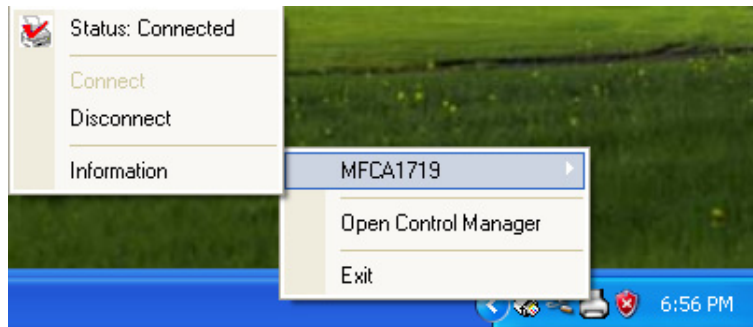 Status: Connected
Connect
Disconnect
Information
MFCA1719
Open Control Manager
Exit
6:56 PM